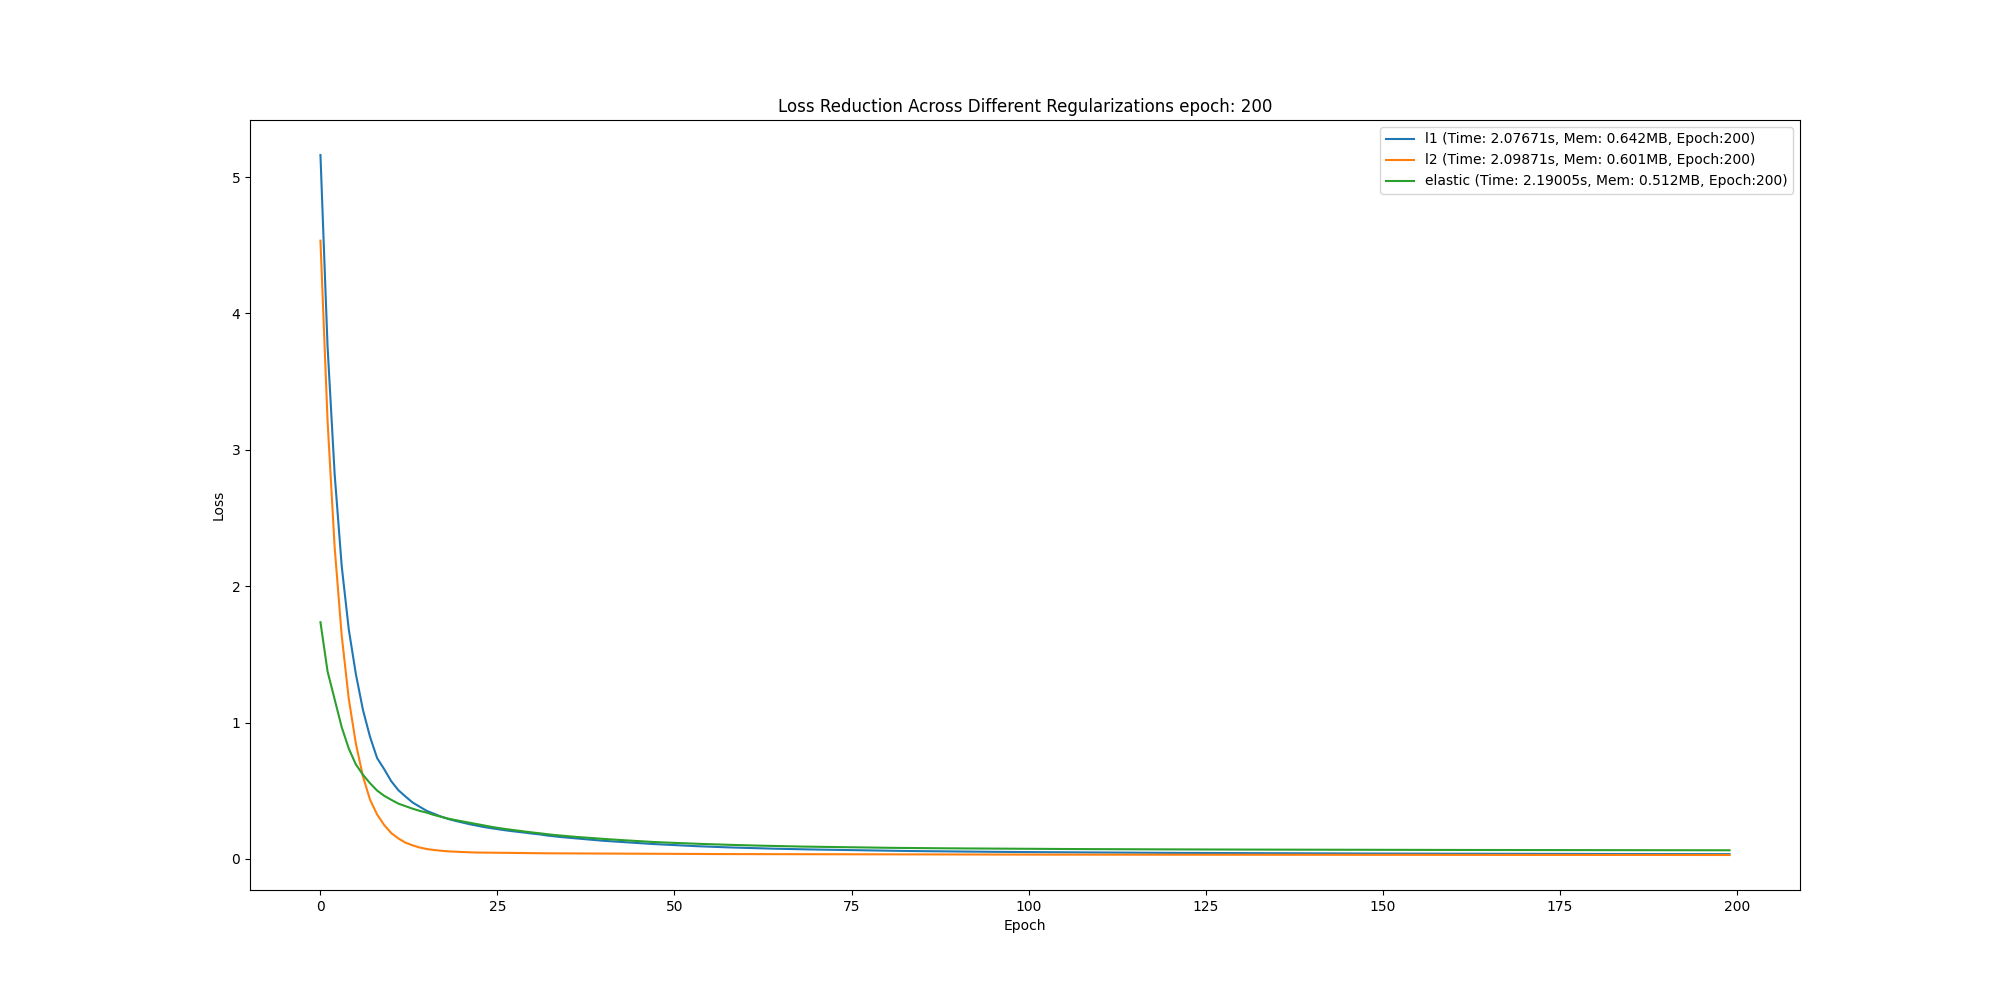 Loss Reduction Across Different Regularizations epoch: 200
l1 (Time: 2.07671s, Mem: 0.642MB, Epoch:200)
l2 (Time: 2.09871s, Mem: 0.601MB, Epoch:200)
elastic (Time: 2.19005s, Mem: 0.512MB, Epoch:200)
5
4
3
2
1
0
Loss
0 25 50 75 100 125 150 175 200
Epoch